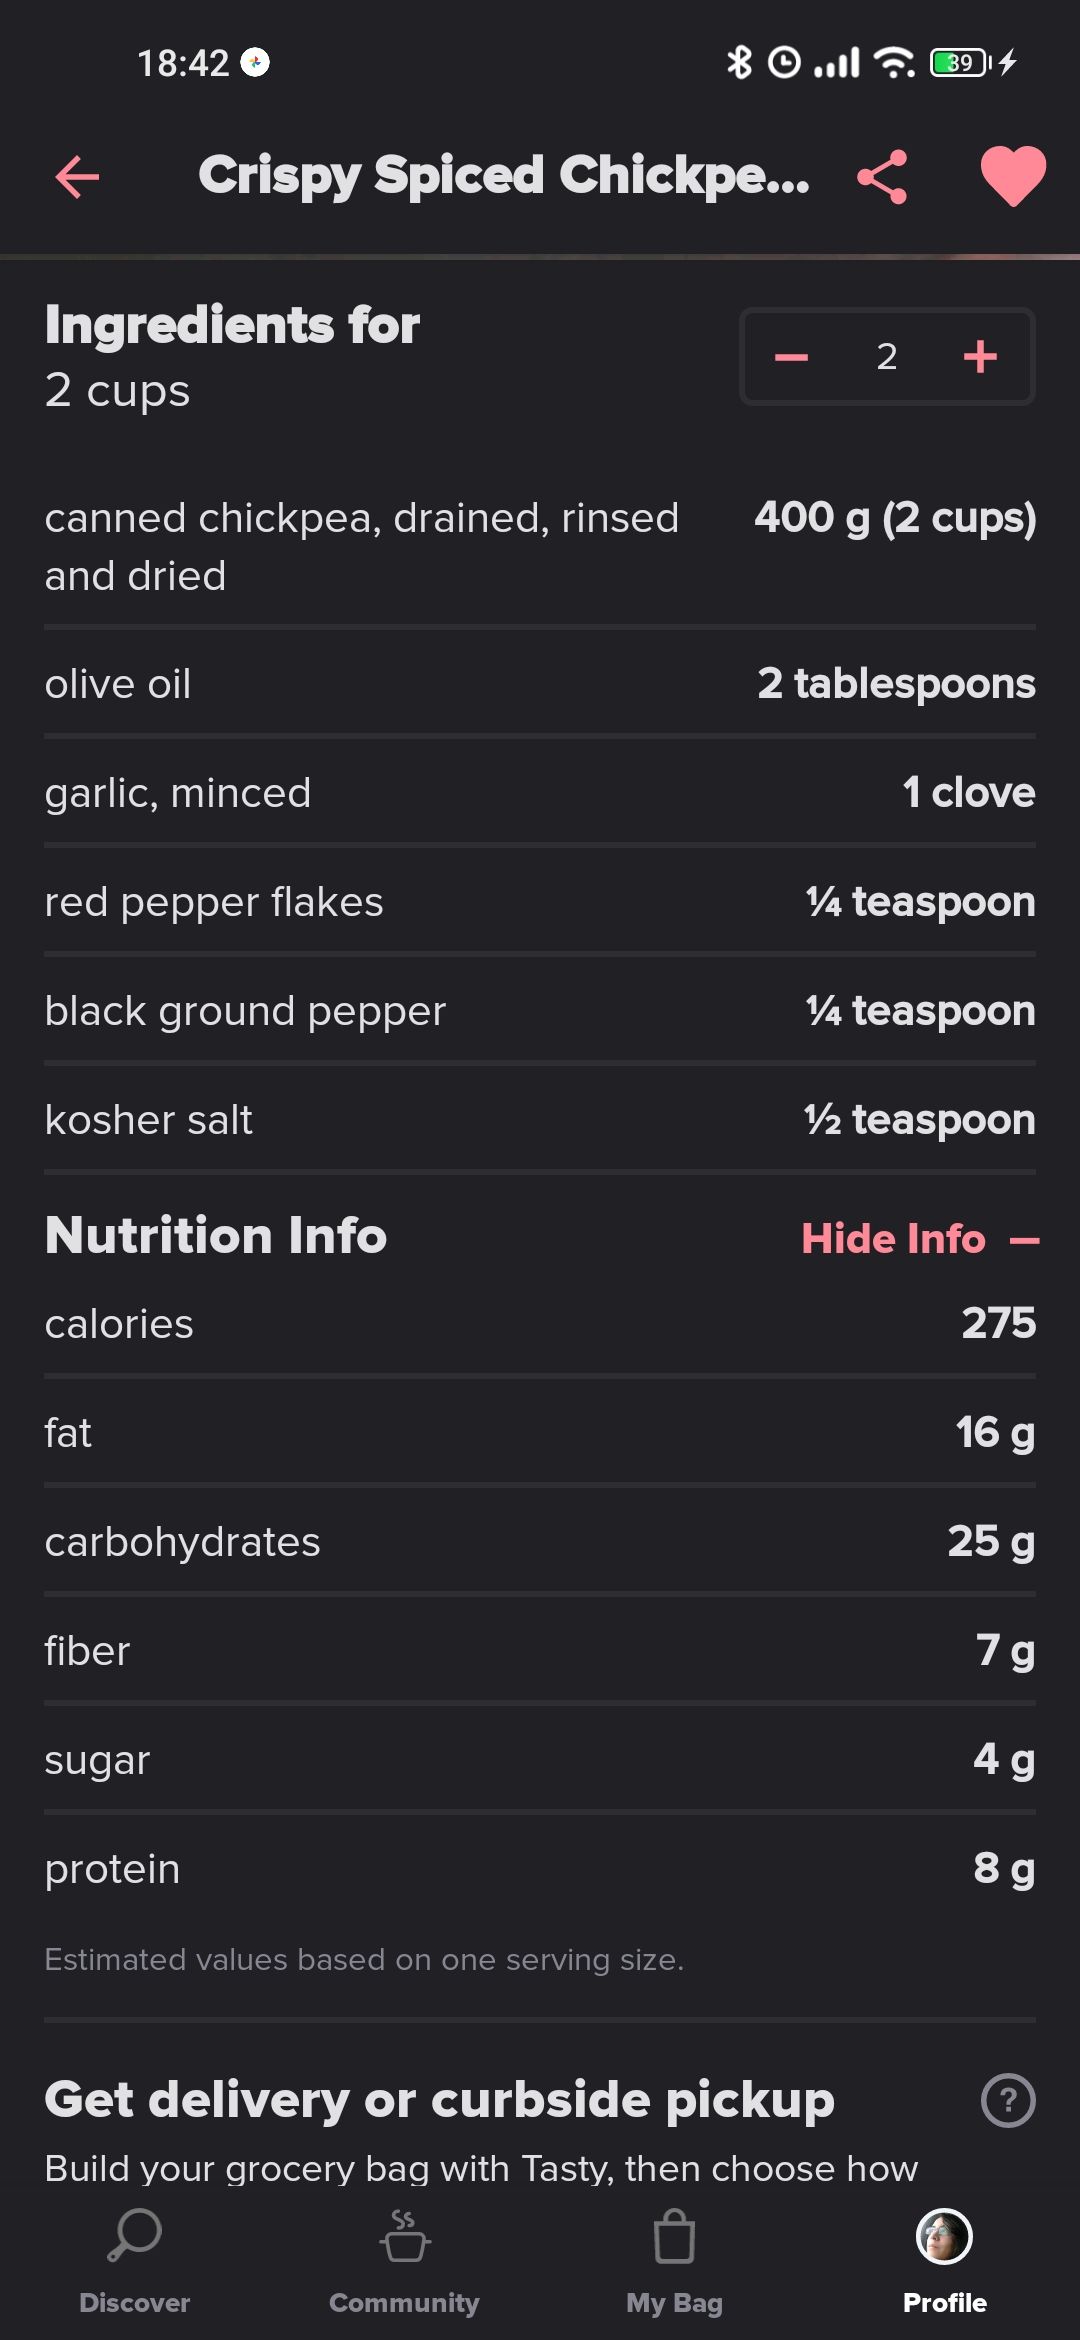 18:42
39
Crispy Spiced Chickpe...
Ingredients for
2 cups
2
canned chickpea, drained, rinsed 400 g (2 cups)
and dried
olive oil 2 tablespoons
garlic, minced 1 clove
red pepper flakes ¼ teaspoon
black ground pepper ¼ teaspoon
kosher salt ½ teaspoon
Nutrition Info Hide Info
calories 275
fat 16 g
carbohydrates 25 g
fiber 7 g
sugar 4 g
protein 8 g
Estimated values based on one serving size.
Get delivery or curbside pickup ?
Build your grocery bag with Tasty, then choose how
Discover Community My Bag Profile